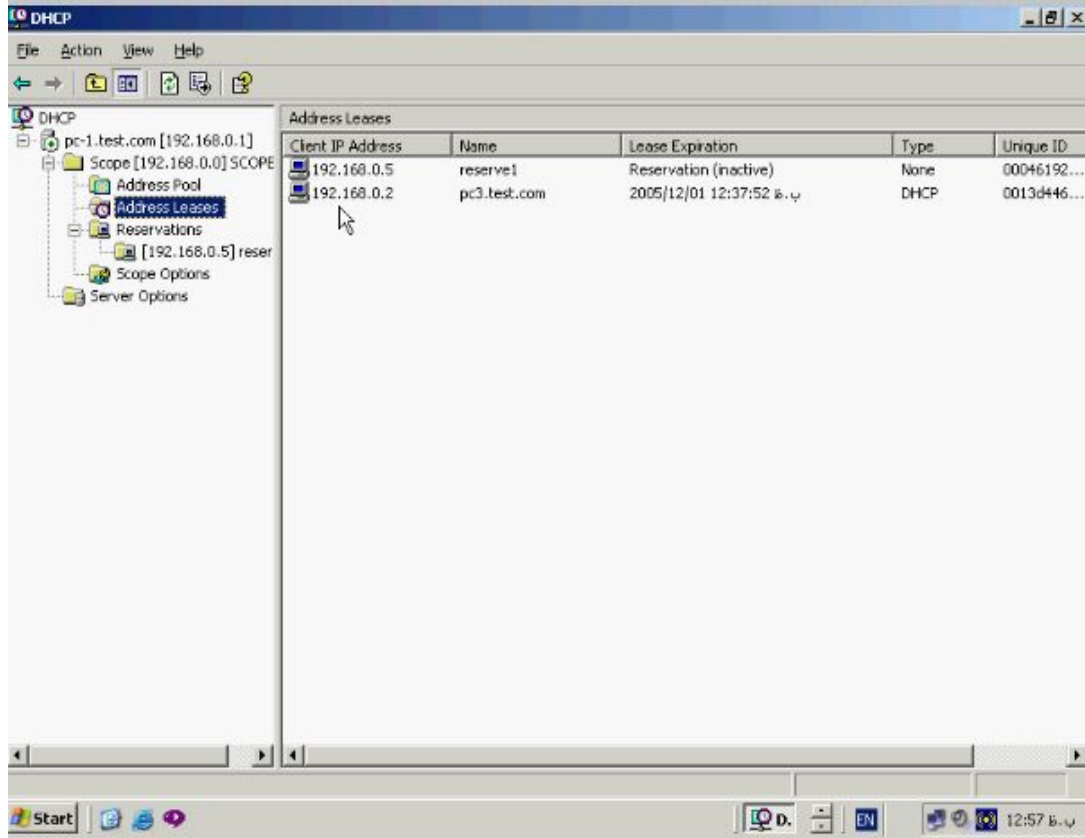 DHCP
File Action View Help
DHCP
pc-1.test.com [192.168.0.1]
Scope [192.168.0.0] SCOPE
Address Pool
Address Leases
Reservations
[192.168.0.5] reser
Scope Options
Server Options
Address Leases
Client IP Address Name Lease Expiration Type Unique ID
192.168.0.5 reserve1 Reservation (inactive) None 00046192...
192.168.0.2 pc3.test.com 2005/12/01 12:37:52 ب.ظ DHCP 0013d446...
Start D. EN 12:57 ب.ظ